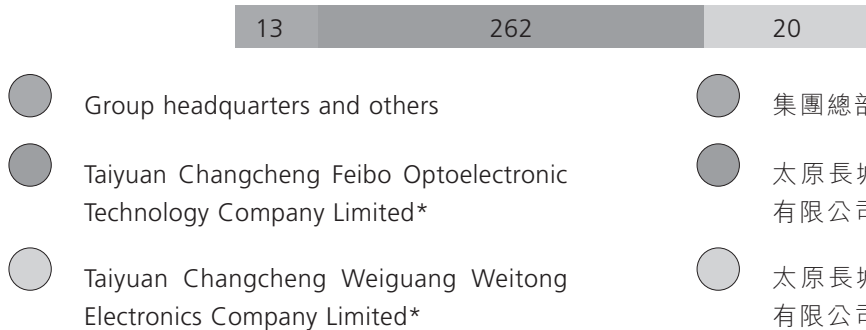 13 262 20
Group headquarters and others
集團總
Taiyuan Changcheng Feibo Optoelectronic
Technology Company Limited*
太原長
有限公
Taiyuan Changcheng Weiguang Weitong
Electronics Company Limited*
太原長
有限公